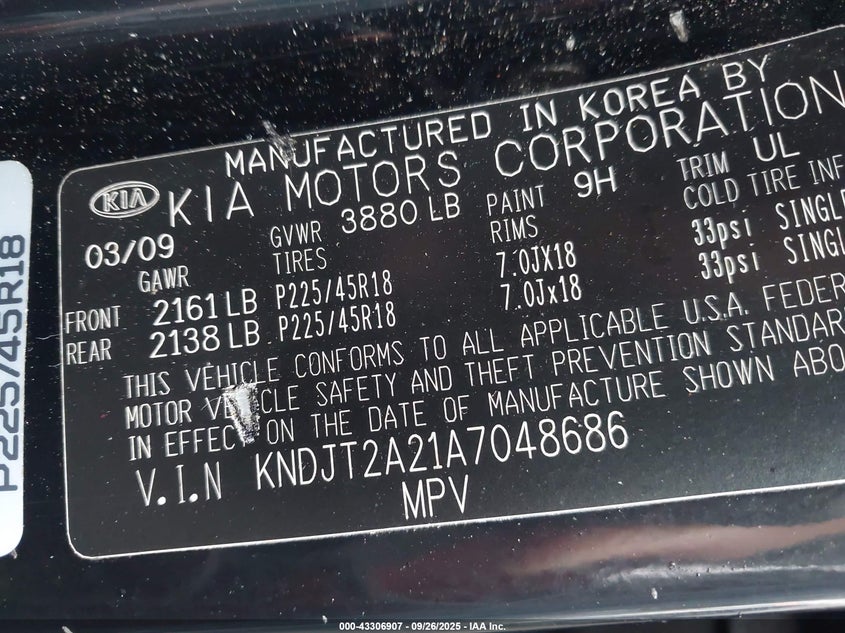 MANUFACTURED IN KOREA BY
KIA KIA MOTORS CORPORATION
03/09 GVWR 3880 LB PAINT 9H TRIM UL
GAWR TIRES RIMS COLD TIRE INF
FRONT 2161 LB P225/45R18 7.0JX18 33psi SINGLE
REAR 2138 LB P225/45R18 7.0Jx18 33psi SINGL
THIS VEHICLE CONFORMS TO ALL APPLICABLE U.S.A. FEDER
MOTOR VEHICLE SAFETY AND THEFT PREVENTION STANDAR
IN EFFECT ON THE DATE OF MANUFACTURE SHOWN ABO
V.I.N KNDJT2A21A7048686
MPV
P225/45R18
000-43306907 - 09/26/2025 - IAA Inc.